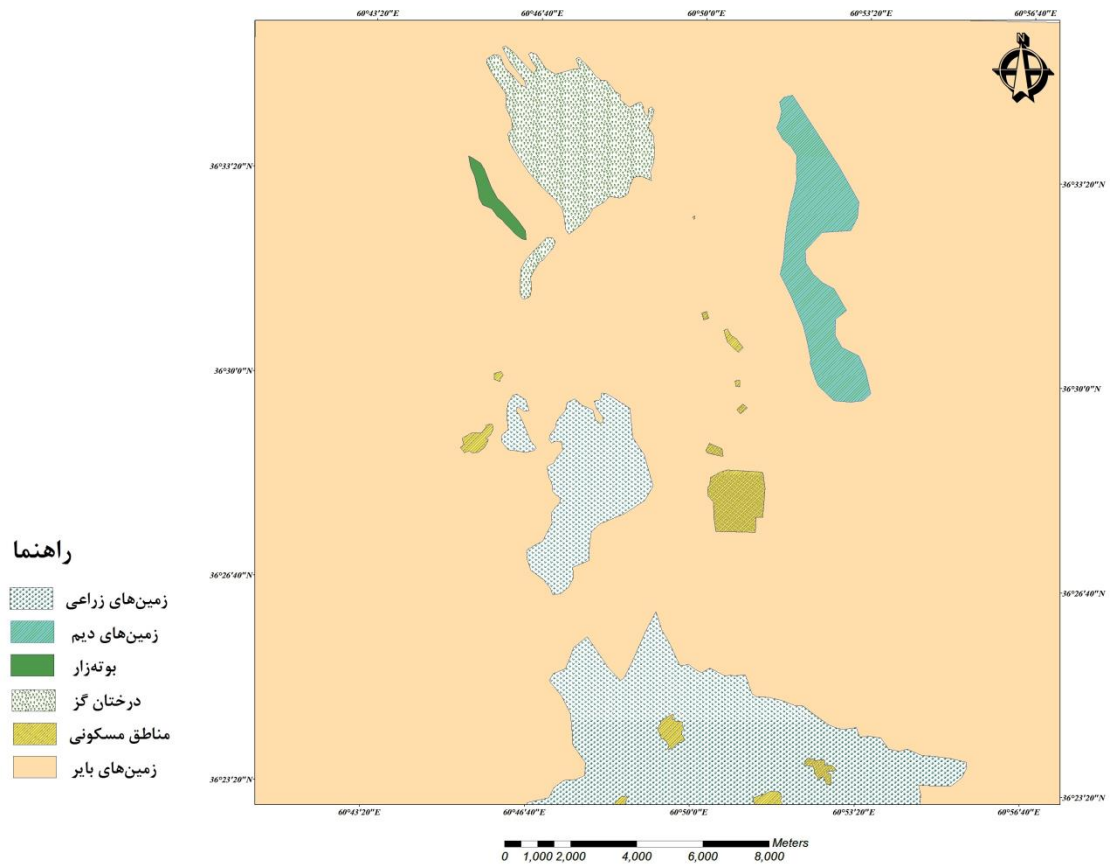 60°43'20"E 60°46'40"E 60°50'0"E 60°53'20"E 60°56'40"E
N
36°33'20"N 36°33'20"N
36°30'0"N 36°30'0"N
36°26'40"N 36°26'40"N
36°23'20"N 36°23'20"N
60°43'20"E 60°46'40"E 60°50'0"E 60°53'20"E 60°56'40"E
راهنما
زمین‌های زراعی
زمین‌های دیم
بوته‌زار
درختان گز
مناطق مسکونی
زمین‌های بایر
Meters
0 1,000 2,000 4,000 6,000 8,000